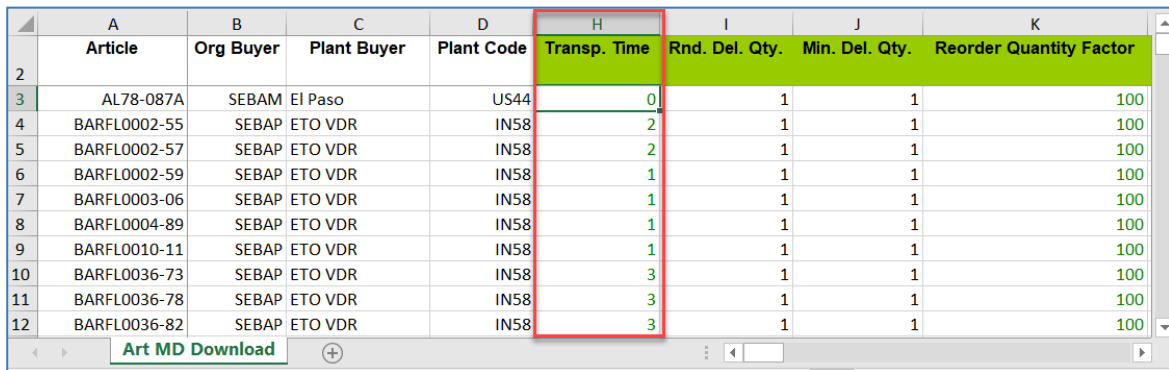 A B C D H I J K
2 Article Org Buyer Plant Buyer Plant Code Transp. Time Rnd. Del. Qty. Min. Del. Qty. Reorder Quantity Factor
3 AL78-087A SEBAM El Paso US44 0 1 1 100
4 BARFL0002-55 SEBAP ETO VDR IN58 2 1 1 100
5 BARFL0002-57 SEBAP ETO VDR IN58 2 1 1 100
6 BARFL0002-59 SEBAP ETO VDR IN58 1 1 1 100
7 BARFL0003-06 SEBAP ETO VDR IN58 1 1 1 100
8 BARFL0004-89 SEBAP ETO VDR IN58 1 1 1 100
9 BARFL0010-11 SEBAP ETO VDR IN58 1 1 1 100
10 BARFL0036-73 SEBAP ETO VDR IN58 3 1 1 100
11 BARFL0036-78 SEBAP ETO VDR IN58 3 1 1 100
12 BARFL0036-82 SEBAP ETO VDR IN58 3 1 1 100
Art MD Download